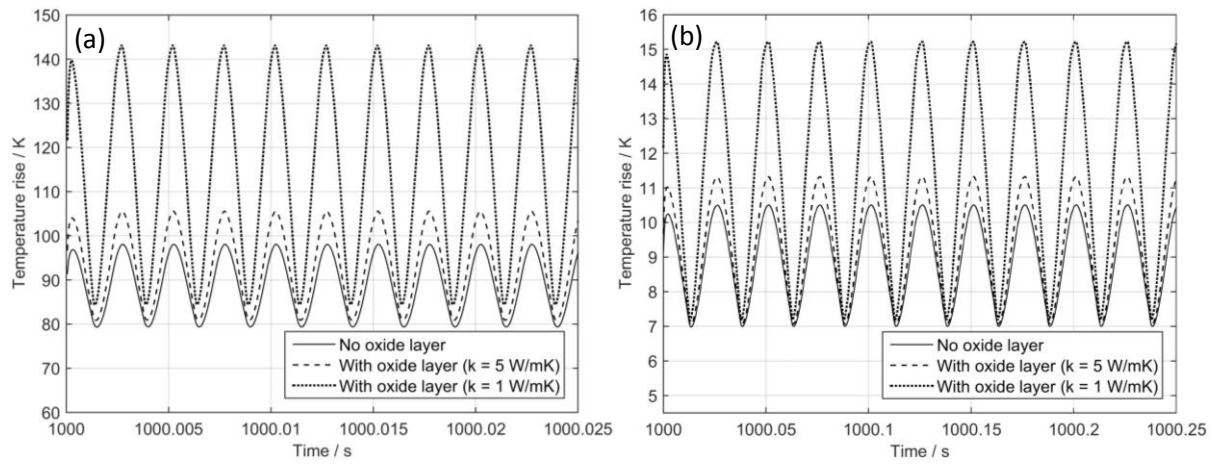 (a)
Temperature rise / K
150
140
130
120
110
100
90
80
70
60
No oxide layer
With oxide layer (k = 5 W/mK)
With oxide layer (k = 1 W/mK)
1000
1000.005
1000.01
1000.015
1000.02
1000.025
Time / s
(b)
Temperature rise / K
16
15
14
13
12
11
10
9
8
7
6
5
No oxide layer
With oxide layer (k = 5 W/mK)
With oxide layer (k = 1 W/mK)
1000
1000.05
1000.1
1000.15
1000.2
1000.25
Time / s